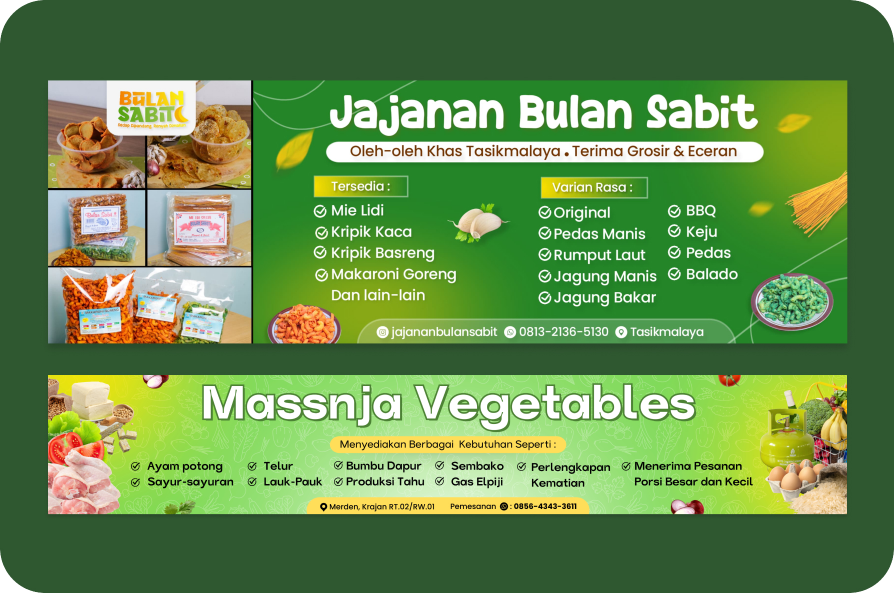 BULAN
SABIT
Jajanan Bulan Sabit
Oleh-oleh Khas Tasikmalaya . Terima Grosir & Eceran
Tersedia :
Mie Lidi
Kripik Kaca
Kripik Basreng
Makaroni Goreng
Dan lain-lain
Varian Rasa :
Original
Pedas Manis
Rumput Laut
Jagung Manis
Jagung Bakar
BBQ
Keju
Pedas
Balado
jajananbulansabit 0813-2136-5130 Tasikmalaya
Massnja Vegetables
Menyediakan Berbagai Kebutuhan Seperti :
Ayam potong
Sayur-sayuran
Telur
Lauk-Pauk
Bumbu Dapur
Produksi Tahu
Sembako
Gas Elpiji
Perlengkapan
Kematian
Menerima Pesanan
Porsi Besar dan Kecil
Merden, Krajan RT.02/RW.01 Pemesanan : 0856-4343-3611